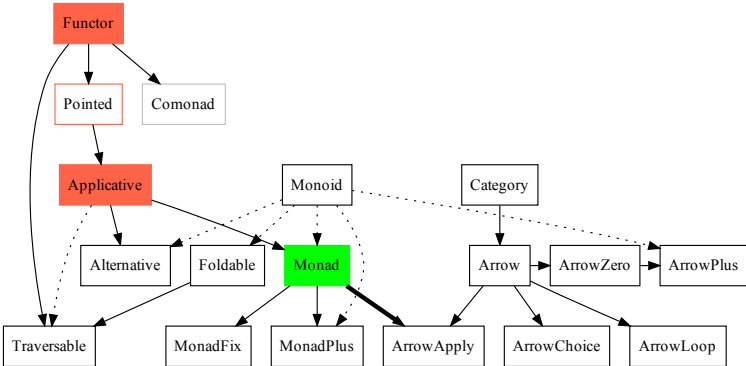 Functor
Pointed
Comonad
Applicative
Monoid
Category
Alternative
Foldable
Monad
Arrow
ArrowZero
ArrowPlus
Traversable
MonadFix
MonadPlus
ArrowApply
ArrowChoice
ArrowLoop